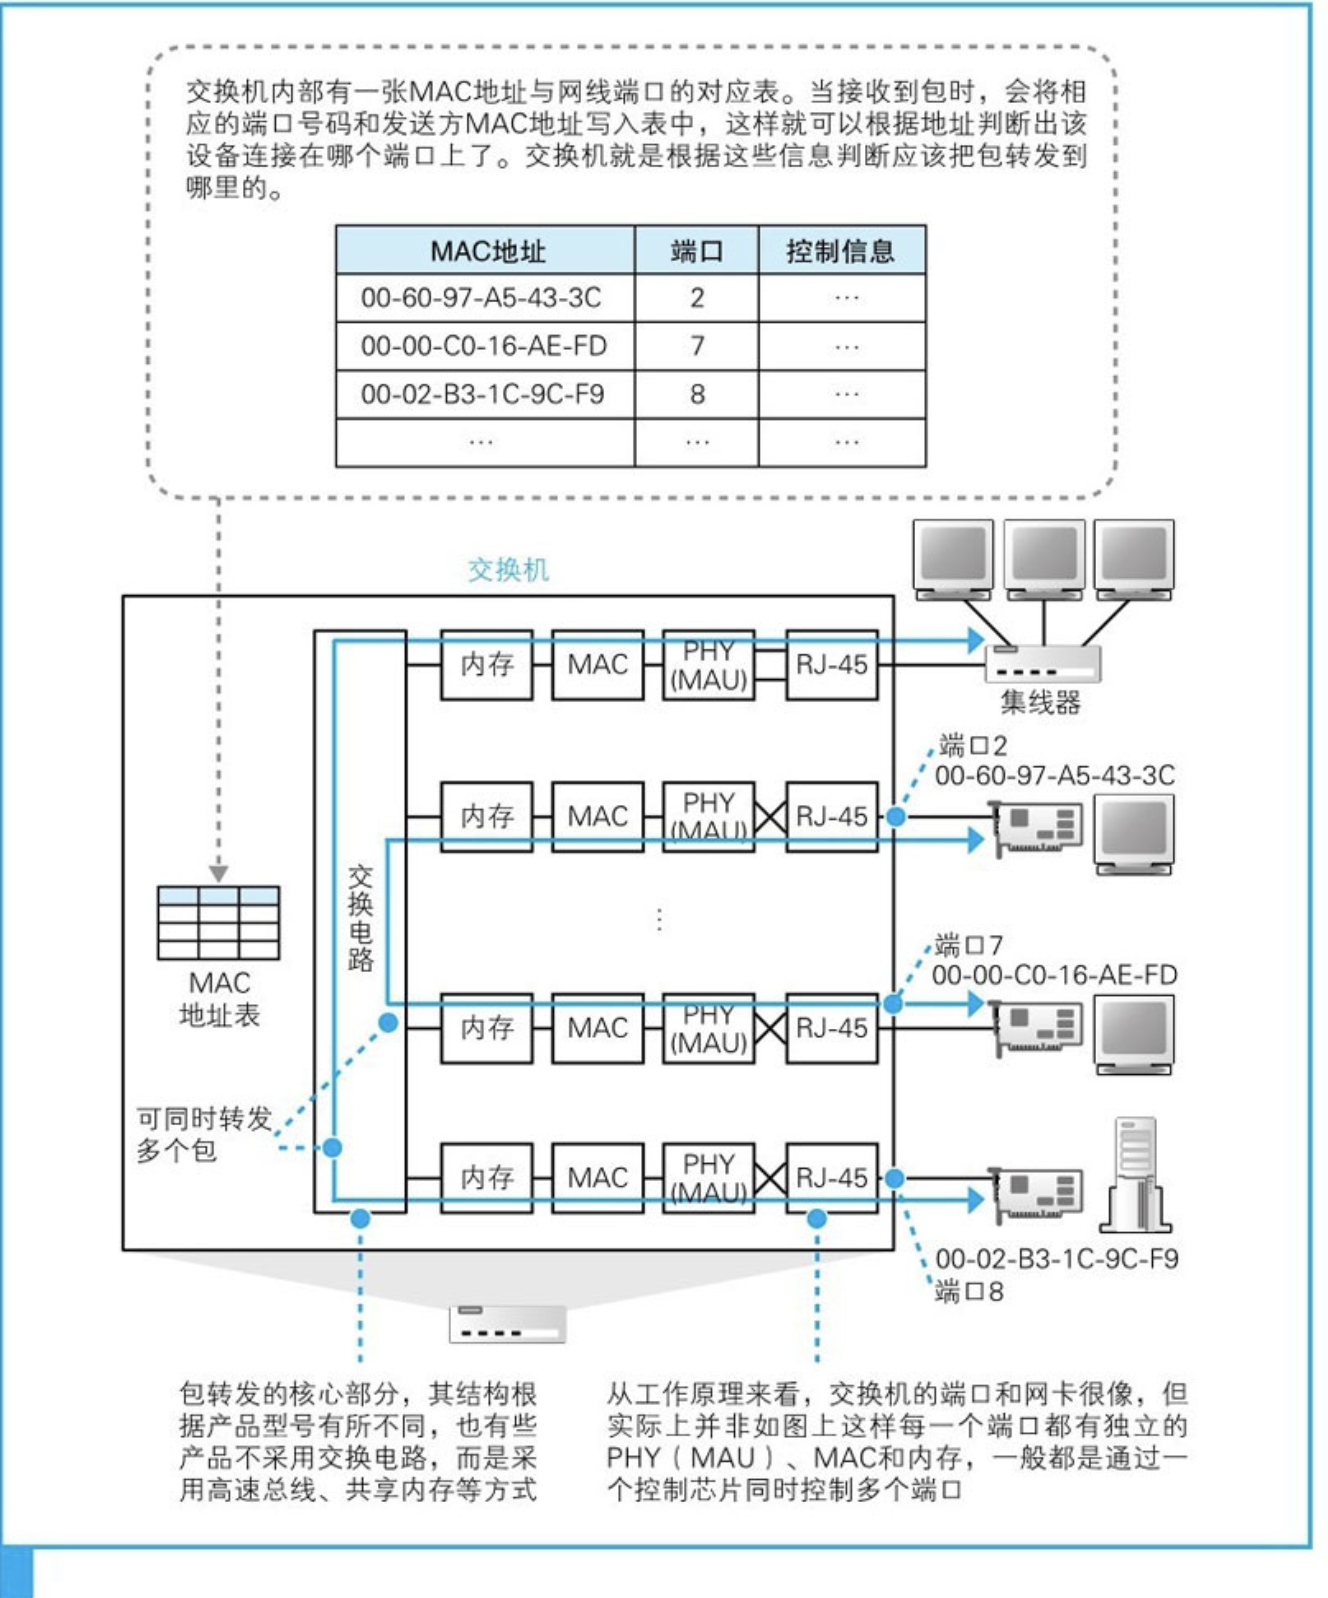 交换机内部有一张MAC地址与网线端口的对应表。当接收到包时，会将相
应的端口号码和发送方MAC地址写入表中，这样就可以根据地址判断出该
设备连接在哪个端口上了。交换机就是根据这些信息判断应该把包转发到
哪里的。
MAC地址 端口 控制信息
00-60-97-A5-43-3C 2 …
00-00-C0-16-AE-FD 7 …
00-02-B3-1C-9C-F9 8 …
… … …
交换机
内存 MAC PHY (MAU) RJ-45
集线器
端口2
00-60-97-A5-43-3C
内存 MAC PHY (MAU) RJ-45
交换电路
⋮
MAC
地址表
端口7
00-00-C0-16-AE-FD
内存 MAC PHY (MAU) RJ-45
可同时转发
多个包
内存 MAC PHY (MAU) RJ-45
00-02-B3-1C-9C-F9
端口8
包转发的核心部分，其结构根
据产品型号有所不同，也有些
产品不采用交换电路，而是采
用高速总线、共享内存等方式
从工作原理来看，交换机的端口和网卡很像，但
实际上并非如图上这样每一个端口都有独立的
PHY（MAU）、MAC和内存，一般都是通过一
个控制芯片同时控制多个端口